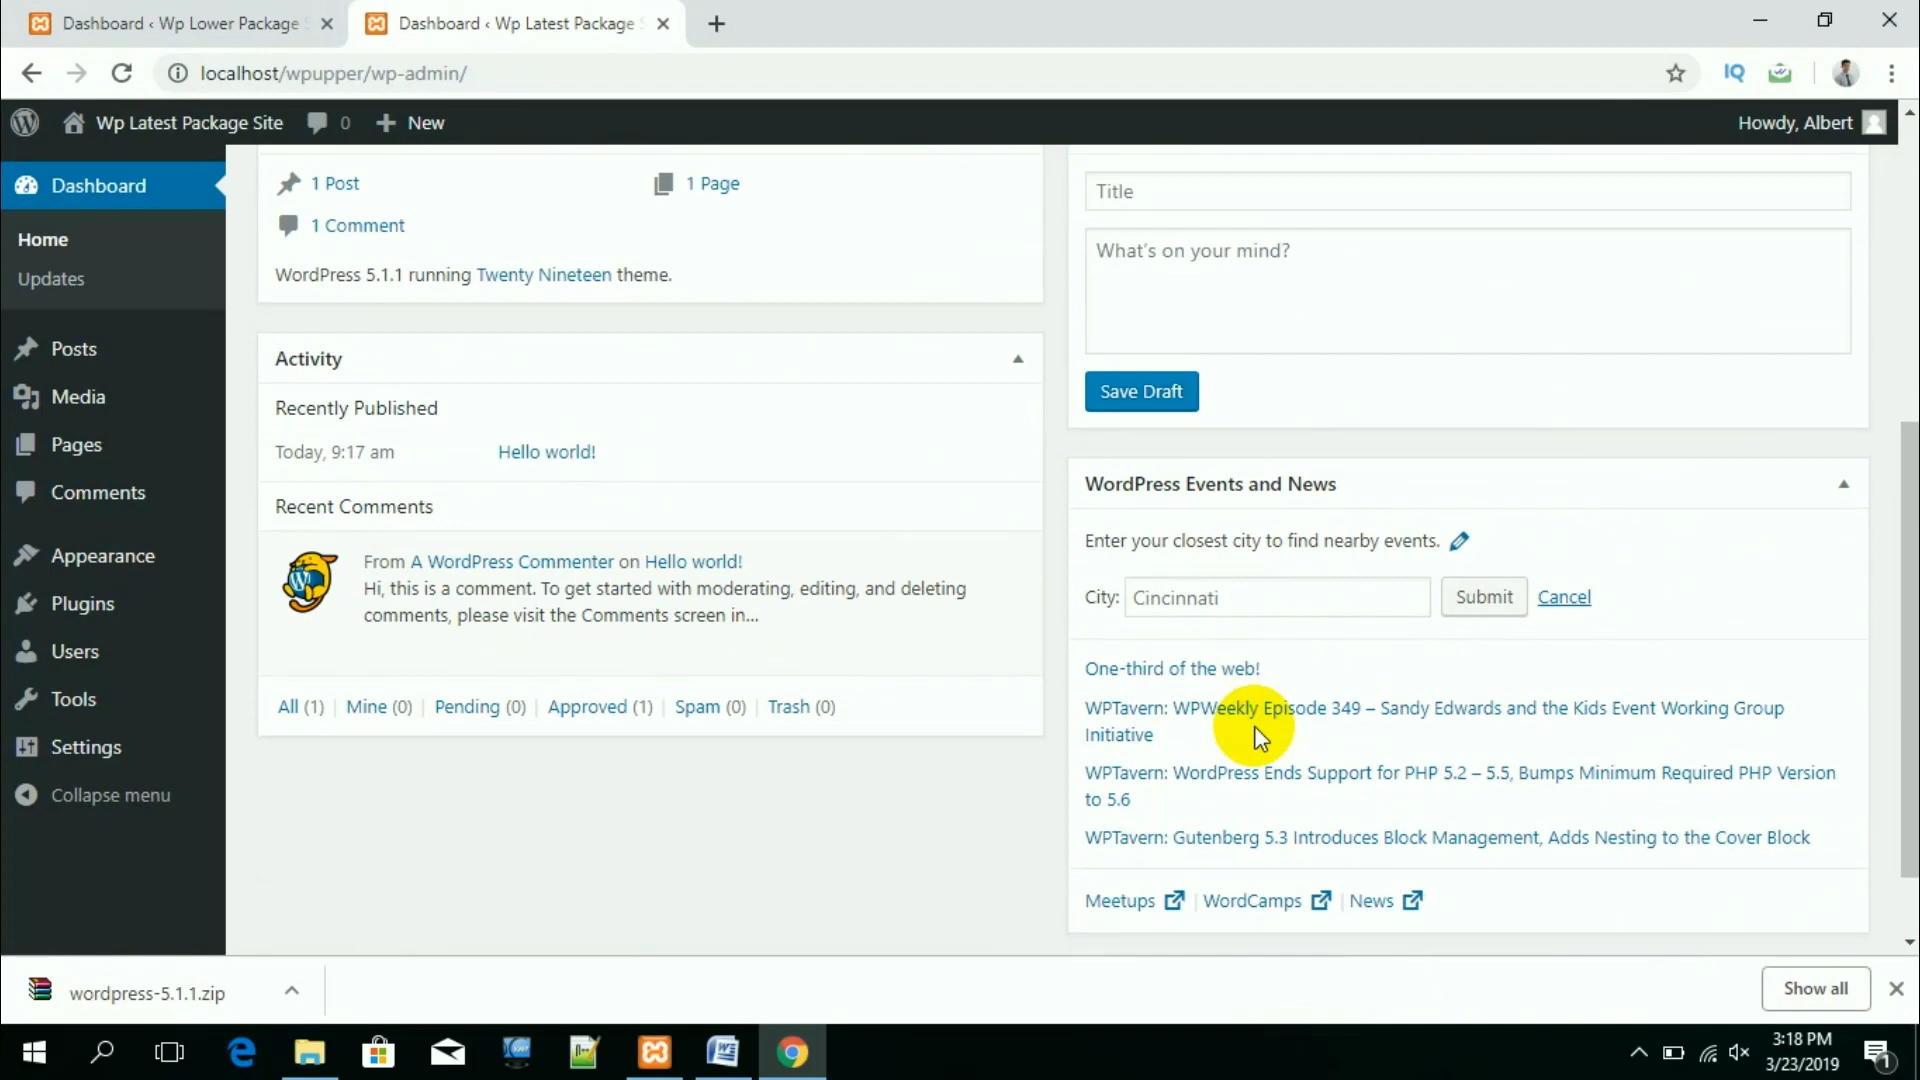 Dashboard ‹ Wp Lower Package
Dashboard ‹ Wp Latest Package
localhost/wpupper/wp-admin/
IQ
Wp Latest Package Site
0
New
Howdy, Albert
Dashboard
Home
Updates
Posts
Media
Pages
Comments
Appearance
Plugins
Users
Tools
Settings
Collapse menu
1 Post
1 Page
1 Comment
WordPress 5.1.1 running Twenty Nineteen theme.
Activity
Recently Published
Today, 9:17 am
Hello world!
Recent Comments
From A WordPress Commenter on Hello world!
Hi, this is a comment. To get started with moderating, editing, and deleting
comments, please visit the Comments screen in...
All (1) | Mine (0) | Pending (0) | Approved (1) | Spam (0) | Trash (0)
Title
What's on your mind?
Save Draft
WordPress Events and News
Enter your closest city to find nearby events.
City: Cincinnati Submit Cancel
One-third of the web!
WPTavern: WPWeekly Episode 349 – Sandy Edwards and the Kids Event Working Group
Initiative
WPTavern: WordPress Ends Support for PHP 5.2 – 5.5, Bumps Minimum Required PHP Version
to 5.6
WPTavern: Gutenberg 5.3 Introduces Block Management, Adds Nesting to the Cover Block
Meetups | WordCamps | News
wordpress-5.1.1.zip
Show all
3:18 PM
3/23/2019
1